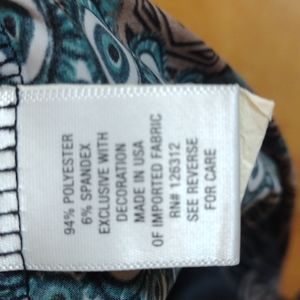 94% POLYESTER
6% SPANDEX
EXCLUSIVE WITH
DECORATION
MADE IN USA
OF IMPORTED FABRIC
RN# 126312
SEE REVERSE
FOR CARE